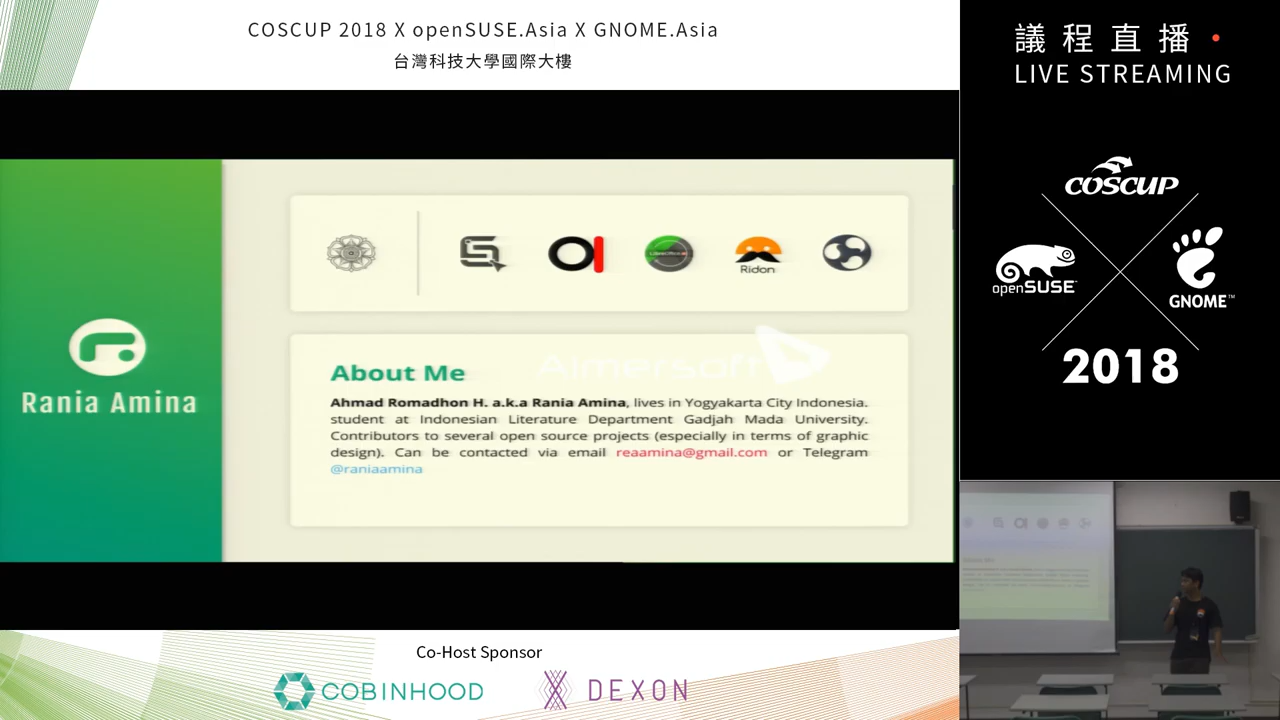 COSCUP 2018 X openSUSE.Asia X GNOME.Asia
台灣科技大學國際大樓
議程直播
LIVE STREAMING
COSCUP
openSUSE
GNOME™
2018
Rania Amina
Ridon
Aimersoft
About Me
Ahmad Romadhon H. a.k.a Rania Amina, lives in Yogyakarta City Indonesia.
student at Indonesian Literature Department Gadjah Mada University.
Contributors to several open source projects (especially in terms of graphic
design). Can be contacted via email reaamina@gmail.com or Telegram
@raniaamina
Co-Host Sponsor
COBINHOOD
DEXON